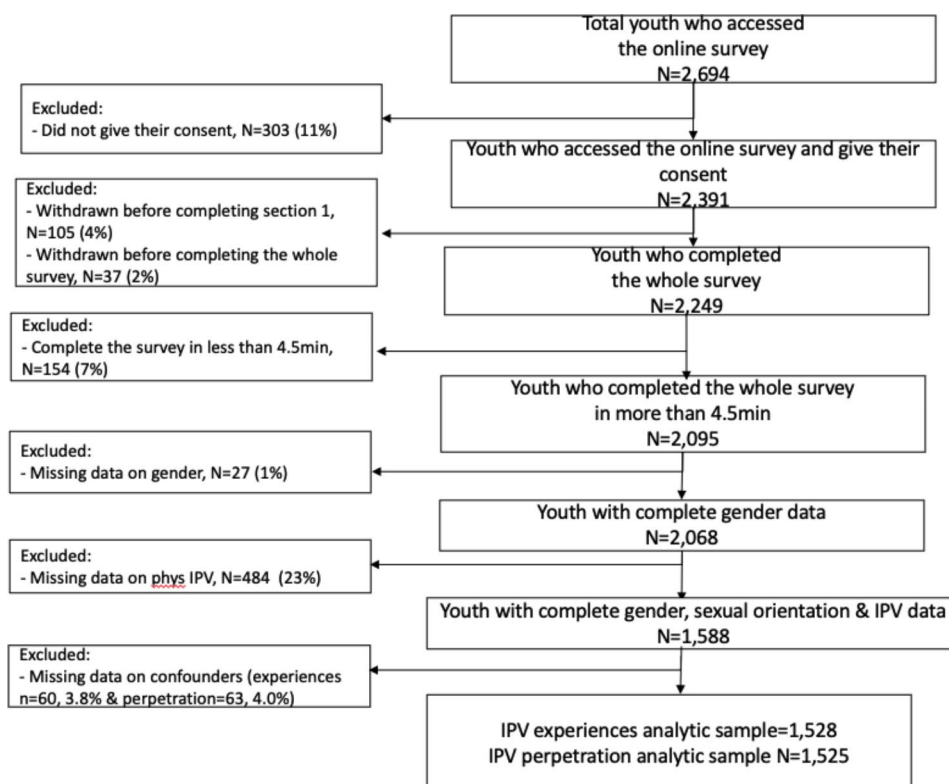 Total youth who accessed
the online survey
N=2,694
Excluded:
- Did not give their consent, N=303 (11%)
Youth who accessed the online survey and give their
consent
N=2,391
Excluded:
- Withdrawn before completing section 1,
N=105 (4%)
- Withdrawn before completing the whole
survey, N=37 (2%)
Youth who completed
the whole survey
N=2,249
Excluded:
- Complete the survey in less than 4.5min,
N=154 (7%)
Youth who completed the whole survey
in more than 4.5min
N=2,095
Excluded:
- Missing data on gender, N=27 (1%)
Youth with complete gender data
N=2,068
Excluded:
- Missing data on phys IPV, N=484  (23%)
Youth with complete gender, sexual orientation & IPV data
N=1,588
Excluded:
- Missing data on confounders (experiences
n=60, 3.8% & perpetration=63, 4.0%)
IPV experiences analytic sample=1,528
IPV perpetration analytic sample N=1,525